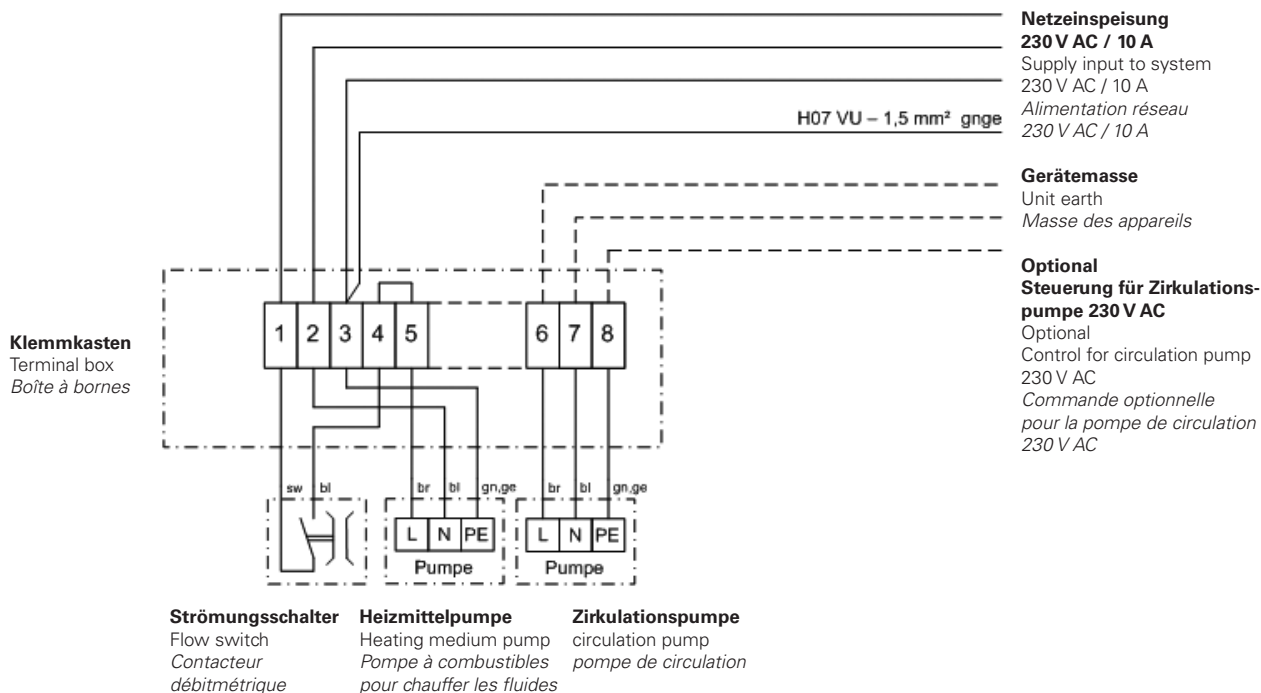 Netzeinspeisung
230 V AC / 10 A
Supply input to system
230 V AC / 10 A
Alimentation réseau
230 V AC / 10 A
H07 VU – 1,5 mm² gnge
Gerätemasse
Unit earth
Masse des appareils
Optional
Steuerung für Zirkulations-
pumpe 230 V AC
Optional
Control for circulation pump
230 V AC
Commande optionnelle
pour la pompe de circulation
230 V AC
Klemmkasten
Terminal box
Boîte à bornes
1 2 3 4 5 6 7 8
sw bl br bl gn,ge br bl gn,ge
L N PE L N PE
Pumpe Pumpe
Strömungsschalter
Flow switch
Contacteur
débitmétrique
Heizmittelpumpe
Heating medium pump
Pompe à combustibles
pour chauffer les fluides
Zirkulationspumpe
circulation pump
pompe de circulation